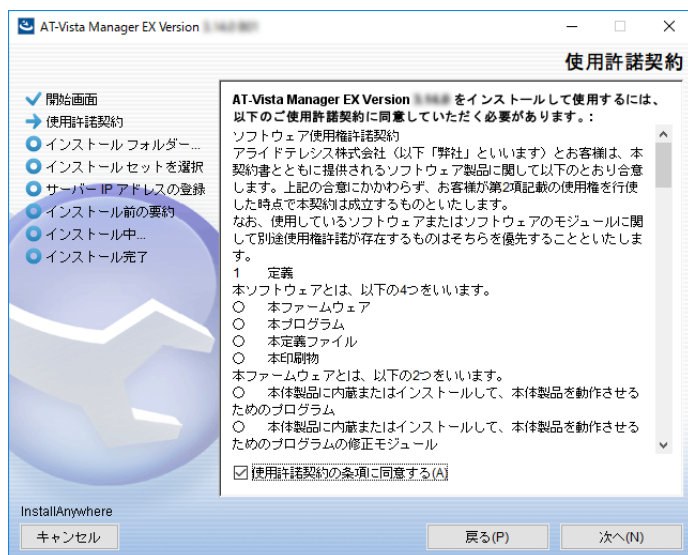 AT-Vista Manager EX Version
使用許諾契約
開始画面
使用許諾契約
インストール フォルダー...
インストール セットを選択
サーバー IP アドレスの登録
インストール前の要約
インストール中...
インストール完了
AT-Vista Manager EX Version をインストールして使用するには、
以下のご使用許諾契約に同意していただく必要があります。:
ソフトウェア使用権許諾契約
アライドテレシス株式会社（以下「弊社」といいます）とお客様は、本
契約書とともに提供されるソフトウェア製品に関して以下のとおり合意
します。上記の合意にかかわらず、お客様が第2項記載の使用権を行使
した時点で本契約は成立するものといたします。
なお、使用しているソフトウェアまたはソフトウェアのモジュールに関
して別途使用権許諾が存在するものはそちらを優先することといたしま
す。
1 定義
本ソフトウェアとは、以下の4つをいいます。
○ 本ファームウェア
○ 本プログラム
○ 本定義ファイル
○ 本印刷物
本ファームウェアとは、以下の2つをいいます。
○ 本体製品に内蔵またはインストールして、本体製品を動作させる
ためのプログラム
○ 本体製品に内蔵またはインストールして、本体製品を動作させる
ためのプログラムの修正モジュール
使用許諾契約の条項に同意する(A)
InstallAnywhere
キャンセル
戻る(P)
次へ(N)